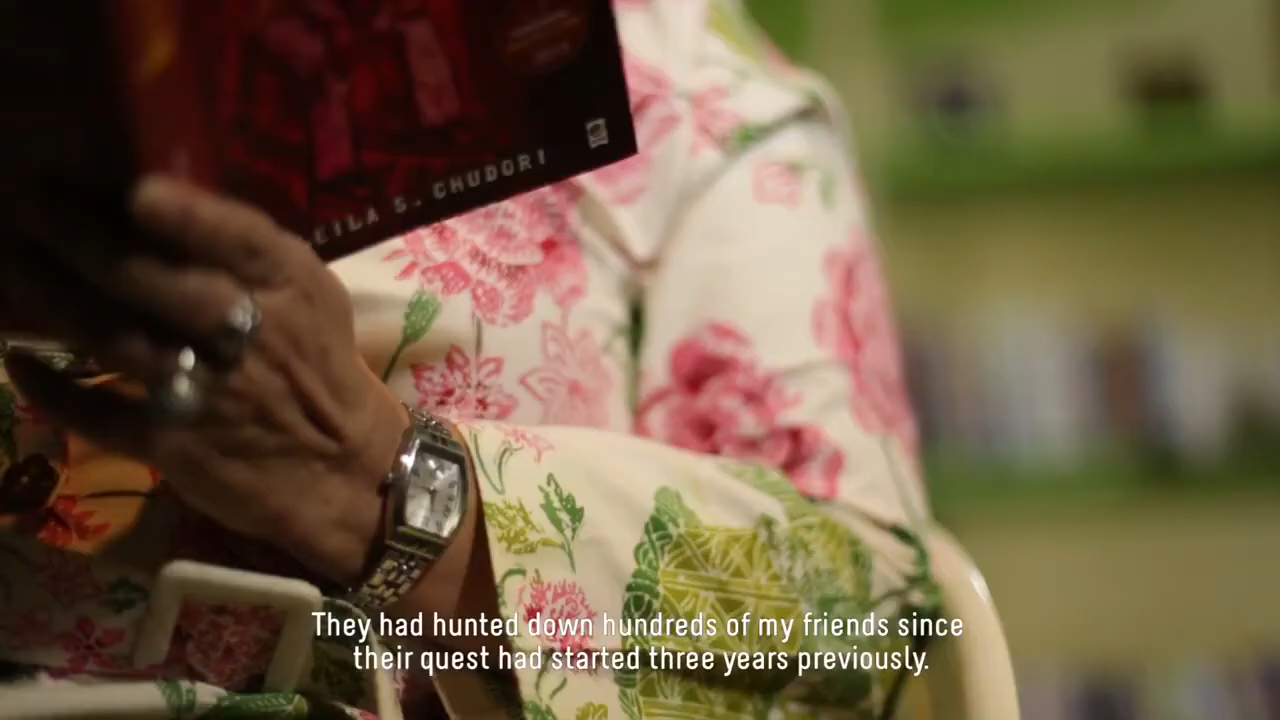 EILA S. CHUDORI
They had hunted down hundreds of my friends since
their quest had started three years previously.